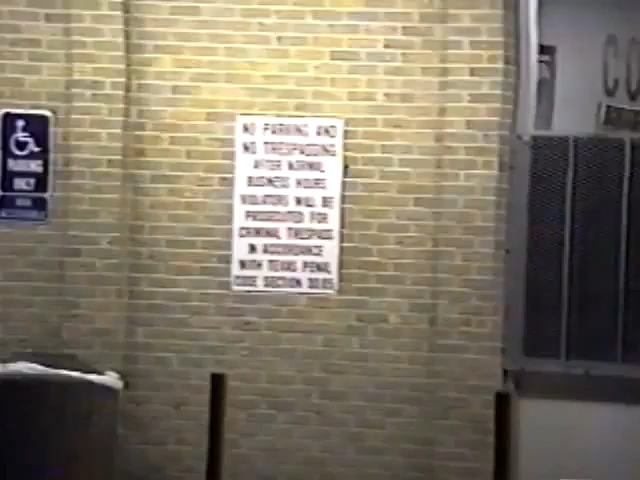 NO PARKING AND
NO TRESPASSING
AFTER NORMAL
BUSINESS HOURS
VIOLATORS WILL BE
PROSECUTED FOR
CRIMINAL TRESPASS
IN ACCORDANCE
WITH TEXAS PENAL
CODE SECTION 30.05
PARKING
ONLY
CO